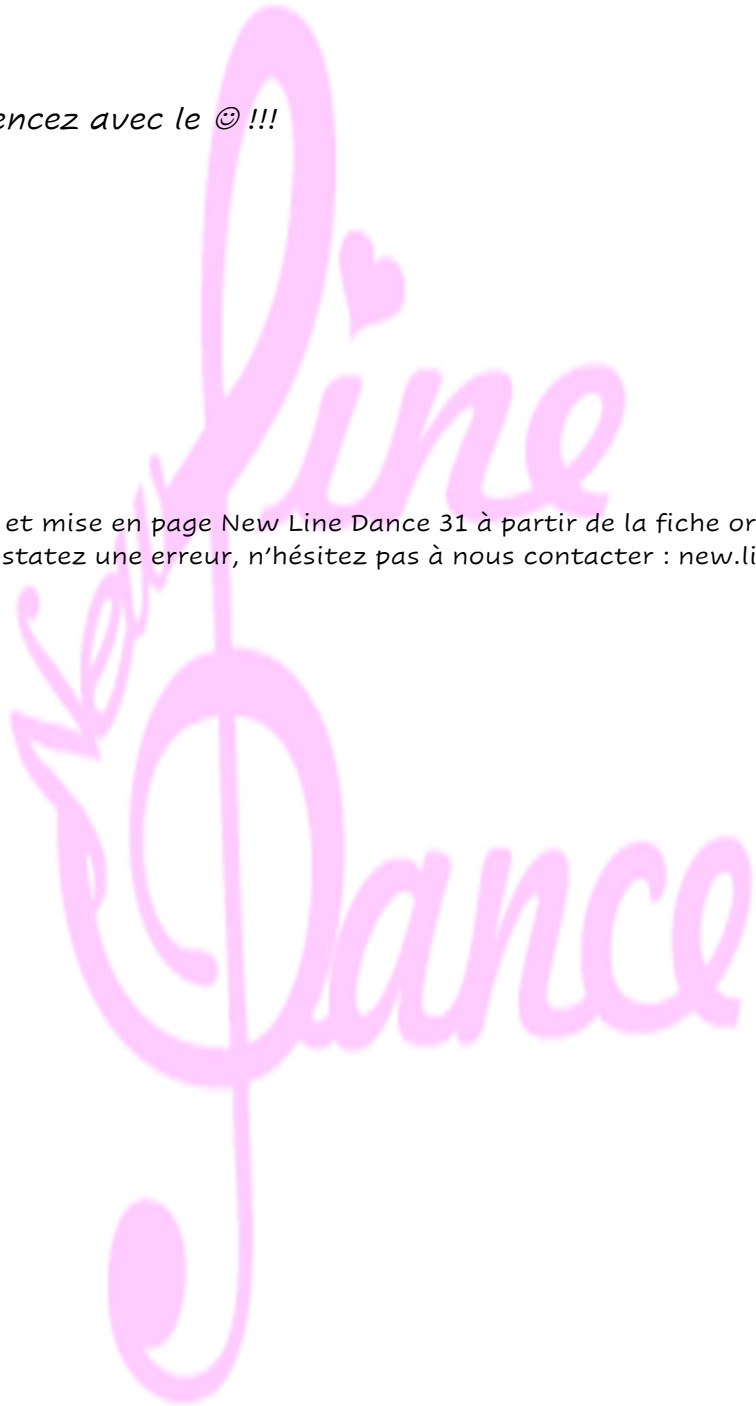 encez avec le ☺ !!!
New
Line
et mise en page New Line Dance 31 à partir de la fiche or
statez une erreur, n’hésitez pas à nous contacter : new.li
Dance